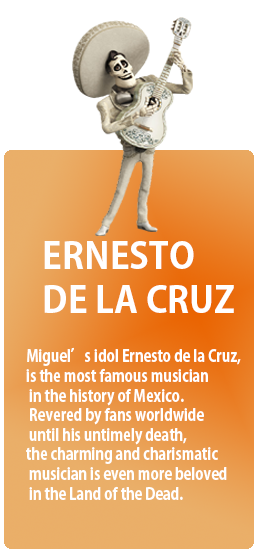 ERNESTO
DE LA CRUZ
Miguel’s idol Ernesto de la Cruz,
is the most famous musician
in the history of Mexico.
Revered by fans worldwide
until his untimely death,
the charming and charismatic
musician is even more beloved
in the Land of the Dead.